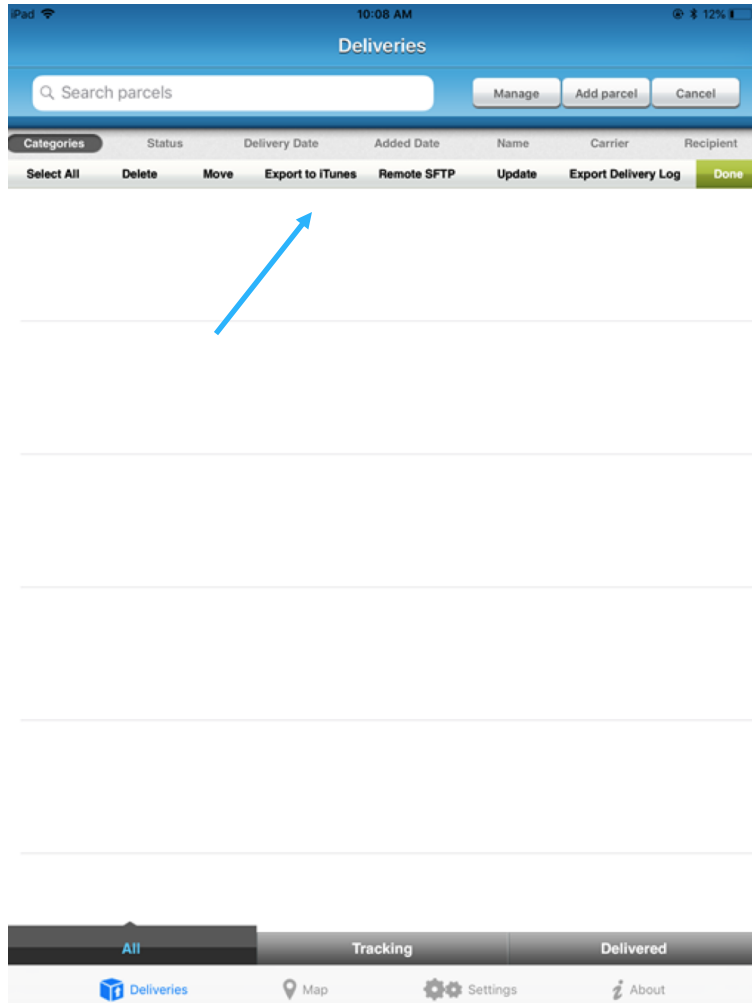 iPad 10:08 AM 12%
Deliveries
Search parcels Manage Add parcel Cancel
Categories Status Delivery Date Added Date Name Carrier Recipient
Select All Delete Move Export to iTunes Remote SFTP Update Export Delivery Log Done
All Tracking Delivered
Deliveries Map Settings About